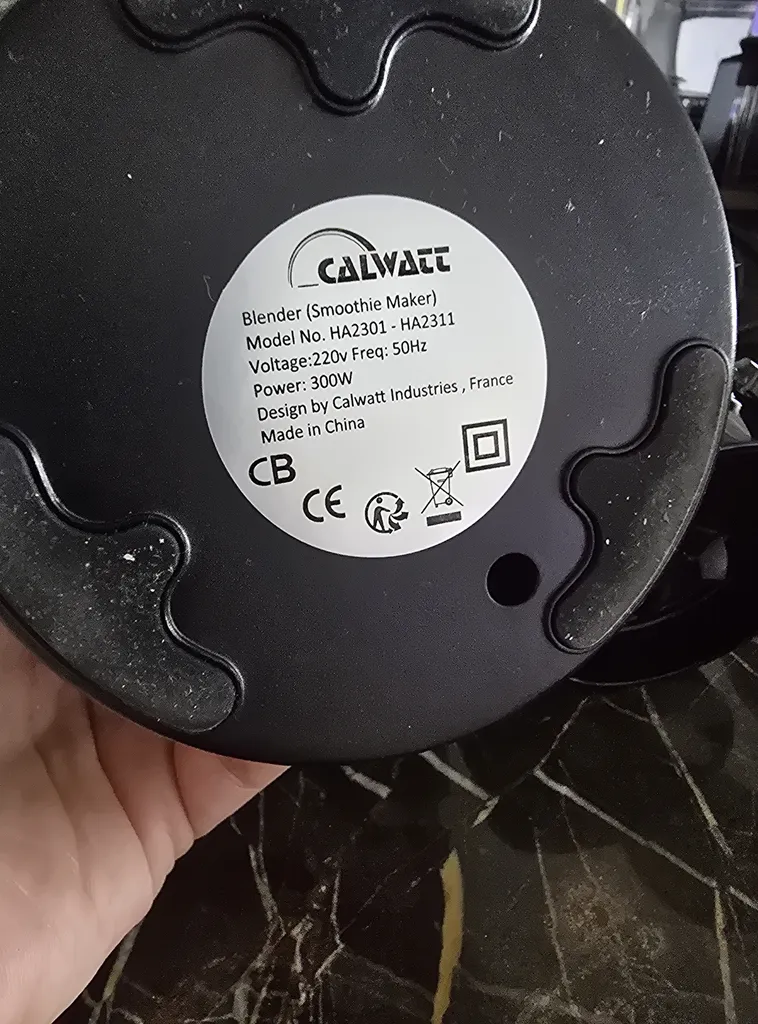 CALWATT
Blender (Smoothie Maker)
Model No. HA2301 - HA2311
Voltage:220v Freq: 50Hz
Power: 300W
Design by Calwatt Industries , France
Made in China
CB
CE